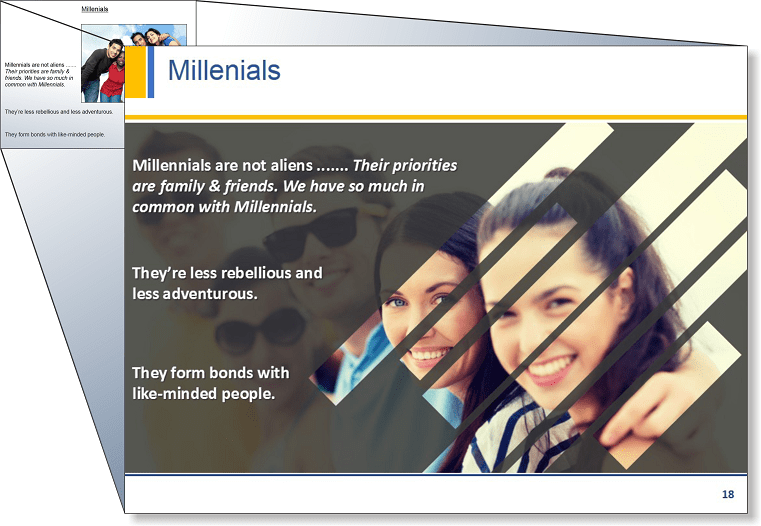 Millenials
Millennials are not aliens ......
Their priorities are family &
friends. We have so much in
common with Millennials.
They're less rebellious and less adventurous.
They form bonds with like-minded people.
Millenials
Millennials are not aliens ....... Their priorities
are family & friends. We have so much in
common with Millennials.
They're less rebellious and
less adventurous.
They form bonds with
like-minded people.
18